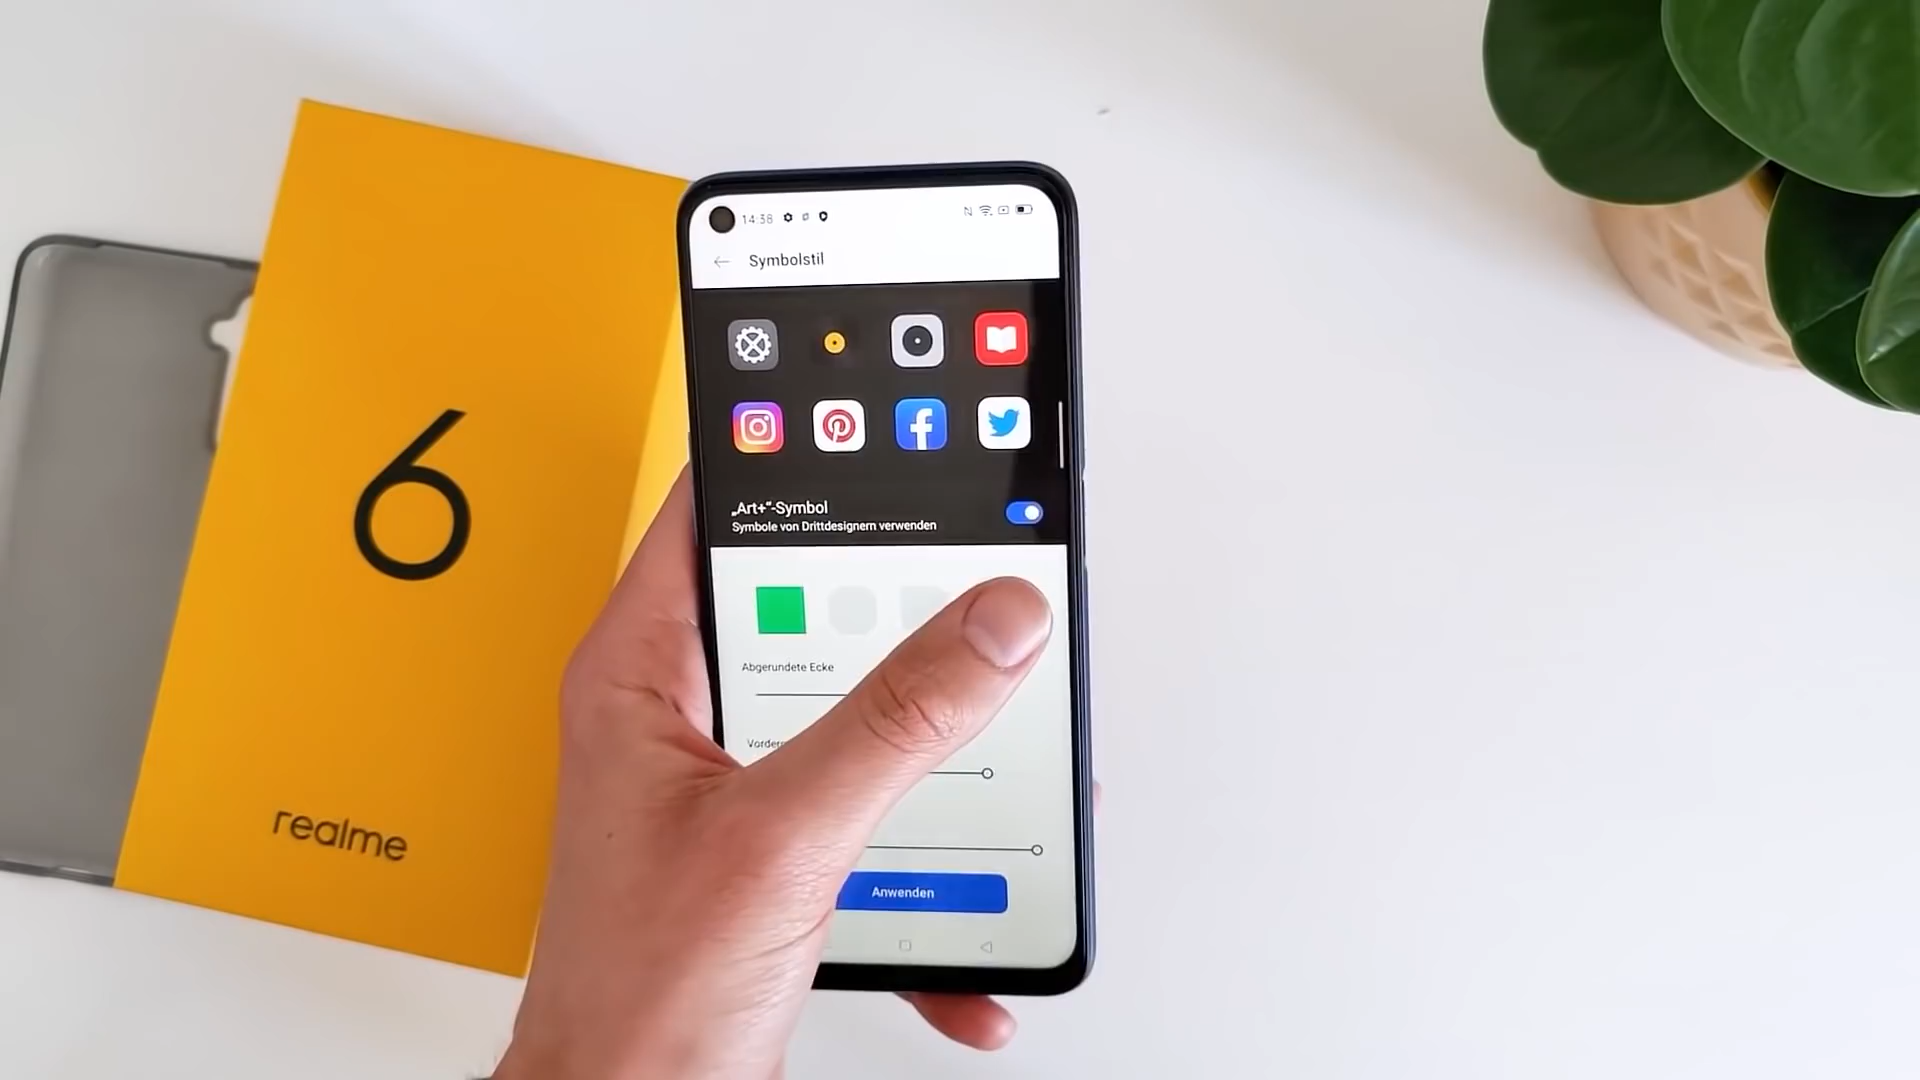 6
realme
14:38
Symbolstil
„Art+“-Symbol
Symbole von Drittdesignern verwenden
Abgerundete Ecke
Anwenden